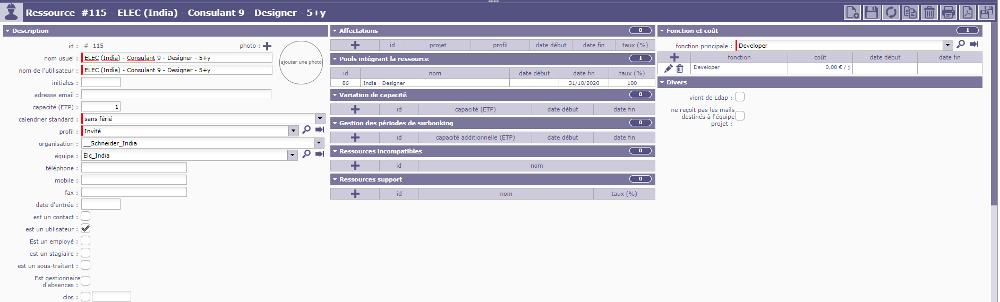 Ressource #115 - ELEC (India) - Consulant 9 - Designer - 5+y
Description
id : # 115 photo :
ajouter une photo
nom usuel : ELEC (India) - Consulant 9 - Designer - 5+y
nom de l'utilisateur : ELEC (India) - Consulant 9 - Designer - 5+y
initiales :
adresse email :
capacité (ETP) : 1
calendrier standard : sans férié
profil : Invité
organisation : __Schneider_India
équipe : Elc_India
téléphone :
mobile :
fax :
date d'entrée :
est un contact :
est un utilisateur :
Est un employé :
est un stagiaire :
est un sous-traitant :
Est gestionnaire
d'absences :
clos :
Affectations 0
id projet profil date début date fin taux (%)
Pools intégrant la ressource 1
id nom date début date fin taux (%)
86 India - Designer 31/10/2020 100
Variation de capacité 0
id capacité (ETP) date début date fin
Gestion des périodes de surbooking 0
id capacité additionnelle (ETP) date début date fin
Ressources incompatibles 0
id nom
Ressources support 0
id nom taux (%)
Fonction et coût 1
fonction principale : Developer
fonction coût date début date fin
Developer 0,00 € / j
Divers
vient de Ldap :
ne reçoit pas les mails
destinés à l'équipe
projet :